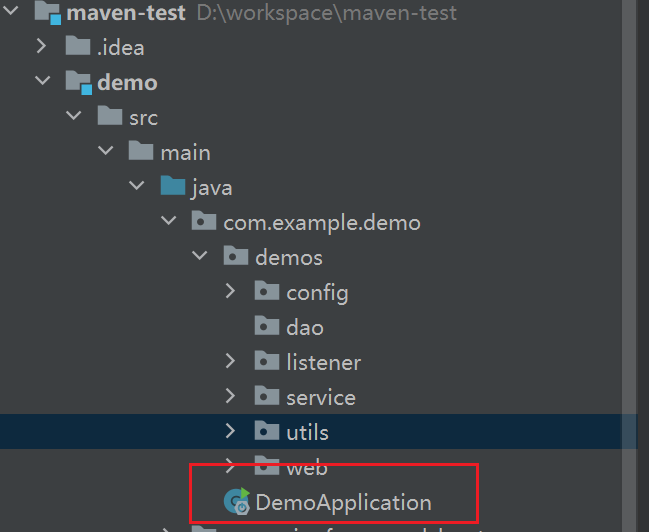 maven-test D:\workspace\maven-test
.idea
demo
src
main
java
com.example.demo
demos
config
dao
listener
service
utils
web
DemoApplication